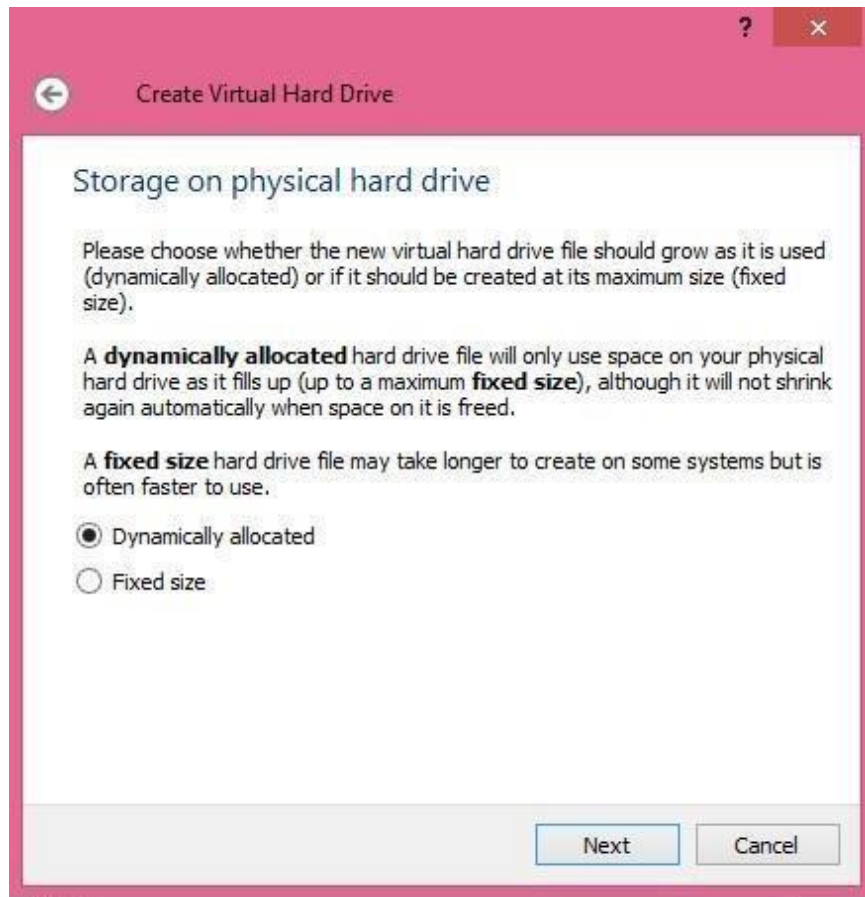 ?
×
Create Virtual Hard Drive
Storage on physical hard drive
Please choose whether the new virtual hard drive file should grow as it is used
(dynamically allocated) or if it should be created at its maximum size (fixed
size).
A dynamically allocated hard drive file will only use space on your physical
hard drive as it fills up (up to a maximum fixed size), although it will not shrink
again automatically when space on it is freed.
A fixed size hard drive file may take longer to create on some systems but is
often faster to use.
Dynamically allocated
Fixed size
Next
Cancel